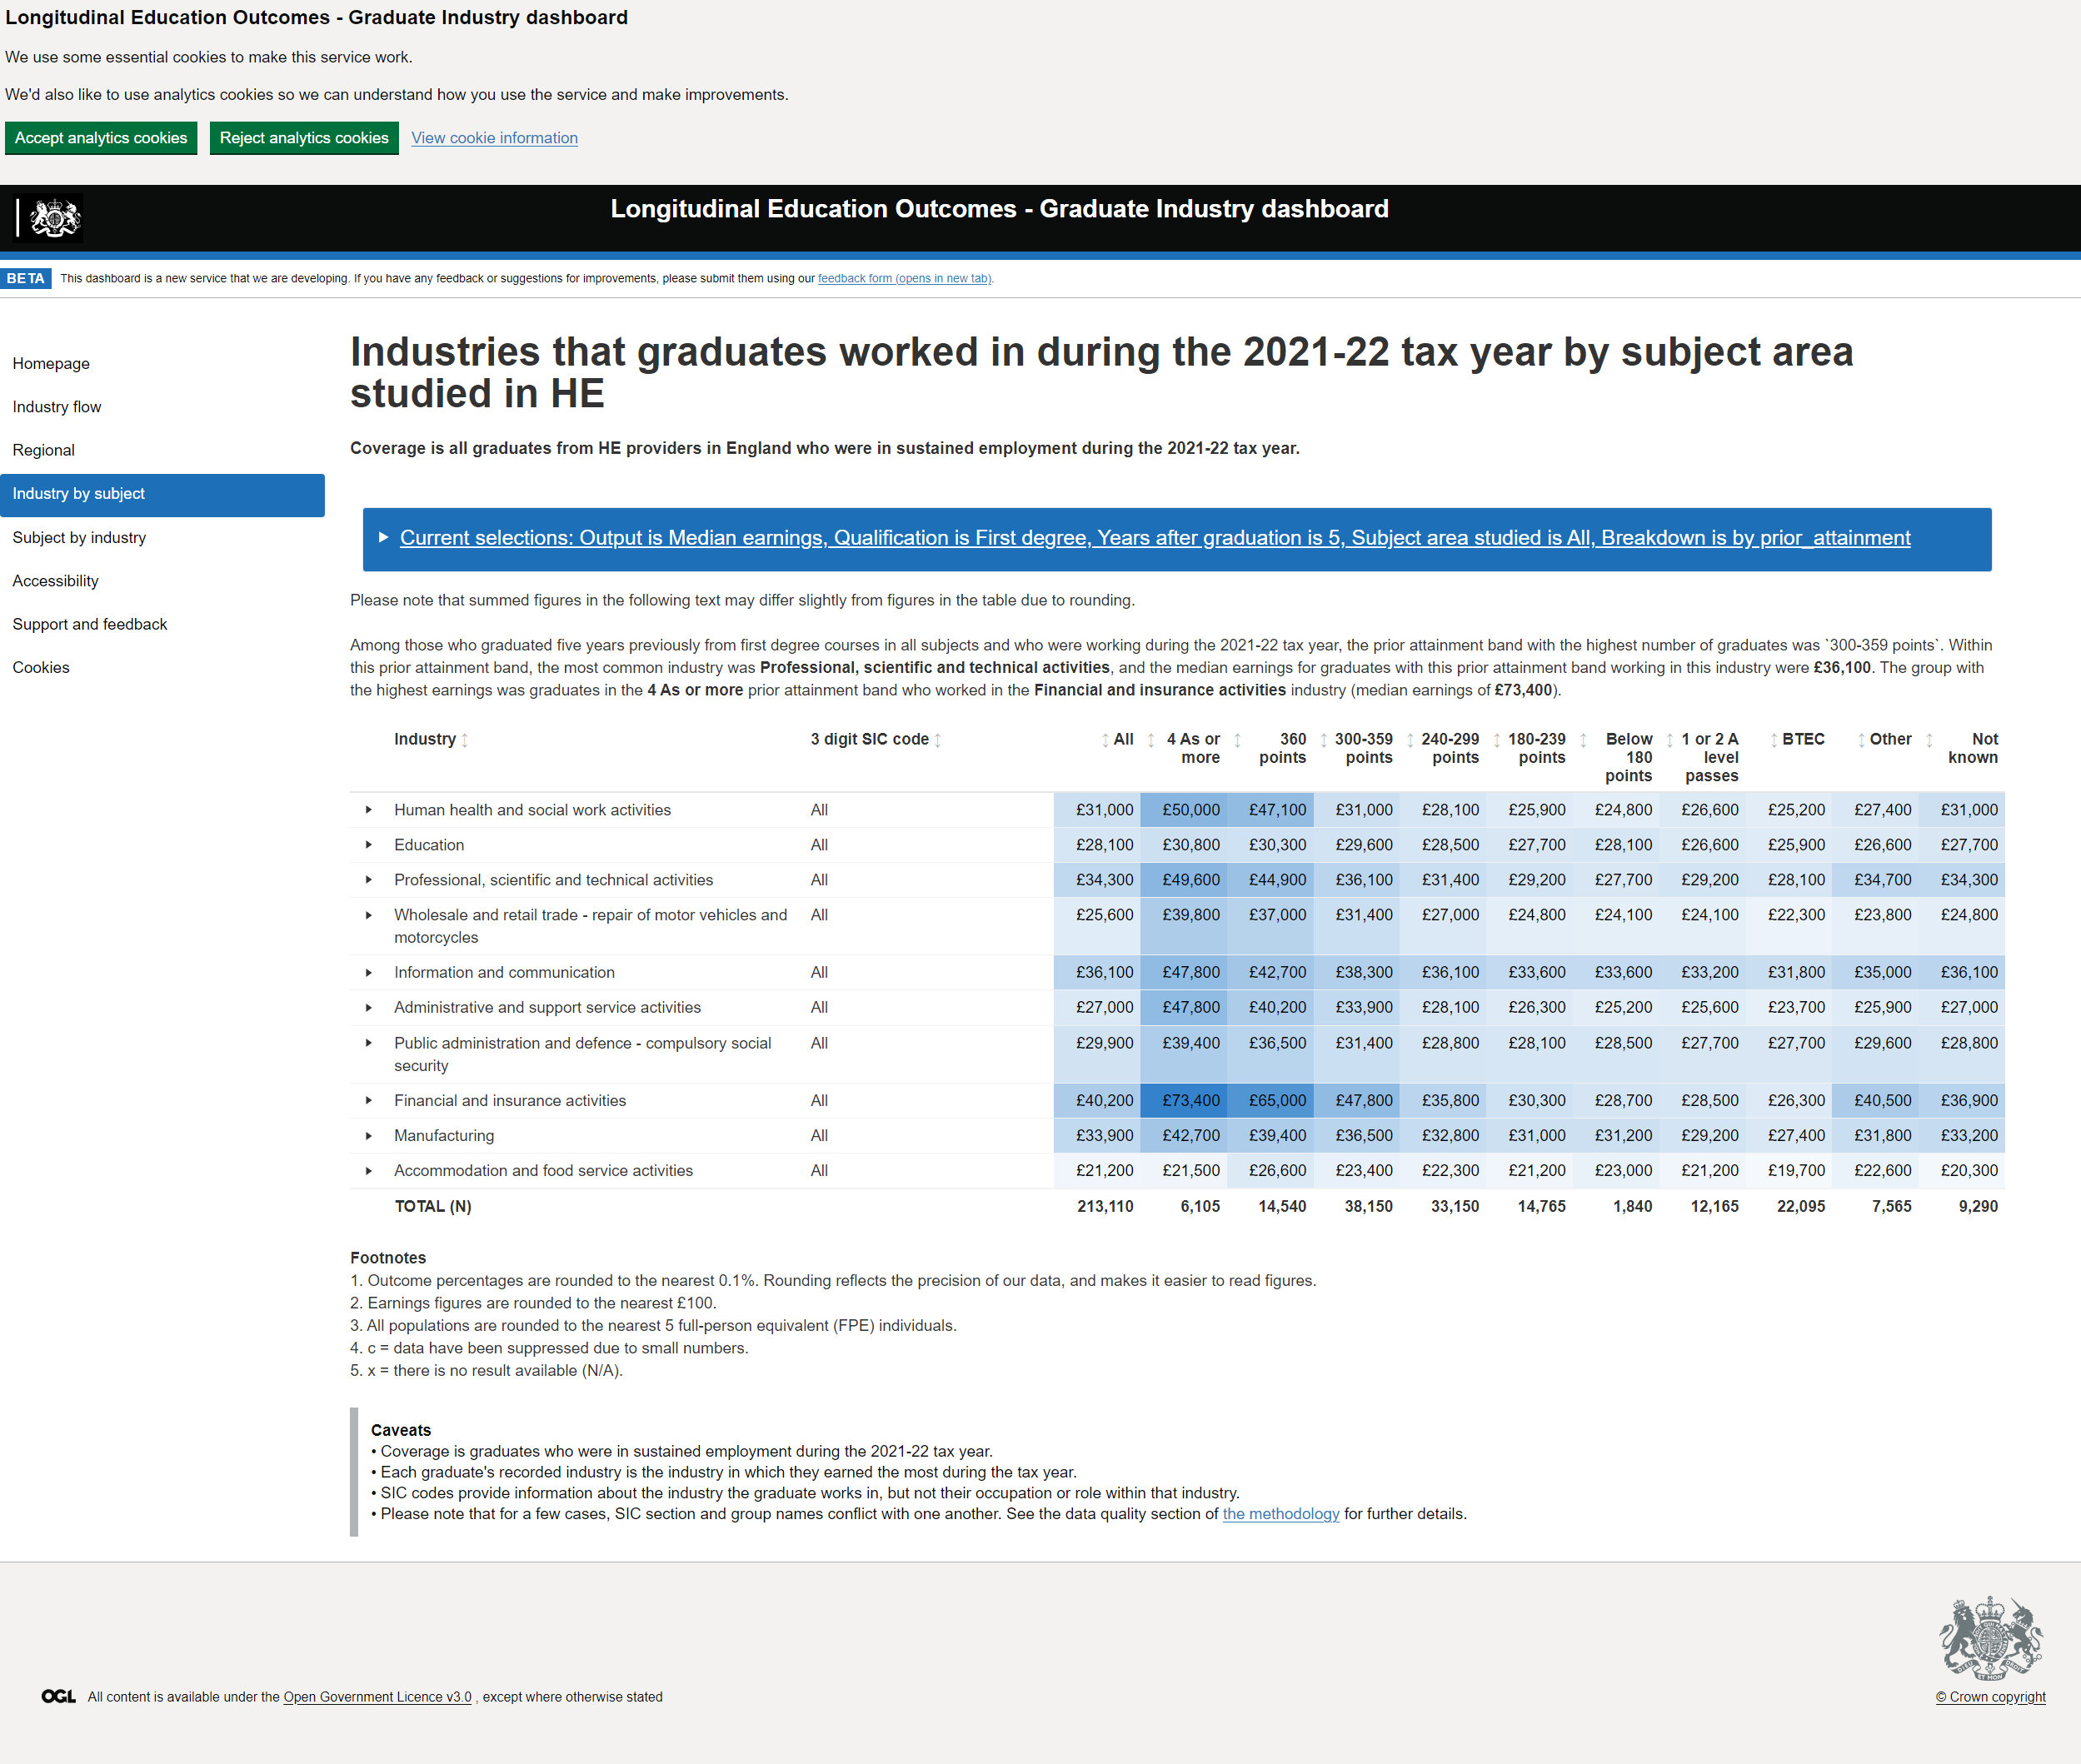 Longitudinal Education Outcomes - Graduate Industry dashboard
We use some essential cookies to make this service work.
We'd also like to use analytics cookies so we can understand how you use the service and make improvements.
Accept analytics cookies Reject analytics cookies View cookie information
Longitudinal Education Outcomes - Graduate Industry dashboard
BETA This dashboard is a new service that we are developing. If you have any feedback or suggestions for improvements, please submit them using our feedback form (opens in new tab).
Homepage
Industry flow
Regional
Industry by subject
Subject by industry
Accessibility
Support and feedback
Cookies
Industries that graduates worked in during the 2021-22 tax year by subject area
studied in HE
Coverage is all graduates from HE providers in England who were in sustained employment during the 2021-22 tax year.
Current selections: Output is Median earnings, Qualification is First degree, Years after graduation is 5, Subject area studied is All, Breakdown is by prior_attainment
Please note that summed figures in the following text may differ slightly from figures in the table due to rounding.
Among those who graduated five years previously from first degree courses in all subjects and who were working during the 2021-22 tax year, the prior attainment band with the highest number of graduates was `300-359 points`. Within
this prior attainment band, the most common industry was Professional, scientific and technical activities, and the median earnings for graduates with this prior attainment band working in this industry were £36,100. The group with
the highest earnings was graduates in the 4 As or more prior attainment band who worked in the Financial and insurance activities industry (median earnings of £73,400).
Industry 3 digit SIC code All 4 As or more 360 points 300-359 points 240-299 points 180-239 points Below 180 points 1 or 2 A level passes BTEC Other Not known
Human health and social work activities All £31,000 £50,000 £47,100 £31,000 £28,100 £25,900 £24,800 £26,600 £25,200 £27,400 £31,000
Education All £28,100 £30,800 £30,300 £29,600 £28,500 £27,700 £28,100 £26,600 £25,900 £26,600 £27,700
Professional, scientific and technical activities All £34,300 £49,600 £44,900 £36,100 £31,400 £29,200 £27,700 £29,200 £28,100 £34,700 £34,300
Wholesale and retail trade - repair of motor vehicles and All £25,600 £39,800 £37,000 £31,400 £27,000 £24,800 £24,100 £24,100 £22,300 £23,800 £24,800
motorcycles
Information and communication All £36,100 £47,800 £42,700 £38,300 £36,100 £33,600 £33,600 £33,200 £31,800 £35,000 £36,100
Administrative and support service activities All £27,000 £47,800 £40,200 £33,900 £28,100 £26,300 £25,200 £25,600 £23,700 £25,900 £27,000
Public administration and defence - compulsory social All £29,900 £39,400 £36,500 £31,400 £28,800 £28,100 £28,500 £27,700 £27,700 £29,600 £28,800
security
Financial and insurance activities All £40,200 £73,400 £65,000 £47,800 £35,800 £30,300 £28,700 £28,500 £26,300 £40,500 £36,900
Manufacturing All £33,900 £42,700 £39,400 £36,500 £32,800 £31,000 £31,200 £29,200 £27,400 £31,800 £33,200
Accommodation and food service activities All £21,200 £21,500 £26,600 £23,400 £22,300 £21,200 £23,000 £21,200 £19,700 £22,600 £20,300
TOTAL (N) 213,110 6,105 14,540 38,150 33,150 14,765 1,840 12,165 22,095 7,565 9,290
Footnotes
1. Outcome percentages are rounded to the nearest 0.1%. Rounding reflects the precision of our data, and makes it easier to read figures.
2. Earnings figures are rounded to the nearest £100.
3. All populations are rounded to the nearest 5 full-person equivalent (FPE) individuals.
4. c = data have been suppressed due to small numbers.
5. x = there is no result available (N/A).
Caveats
• Coverage is graduates who were in sustained employment during the 2021-22 tax year.
• Each graduate's recorded industry is the industry in which they earned the most during the tax year.
• SIC codes provide information about the industry the graduate works in, but not their occupation or role within that industry.
• Please note that for a few cases, SIC section and group names conflict with one another. See the data quality section of the methodology for further details.
OGL All content is available under the Open Government Licence v3.0 , except where otherwise stated
© Crown copyright